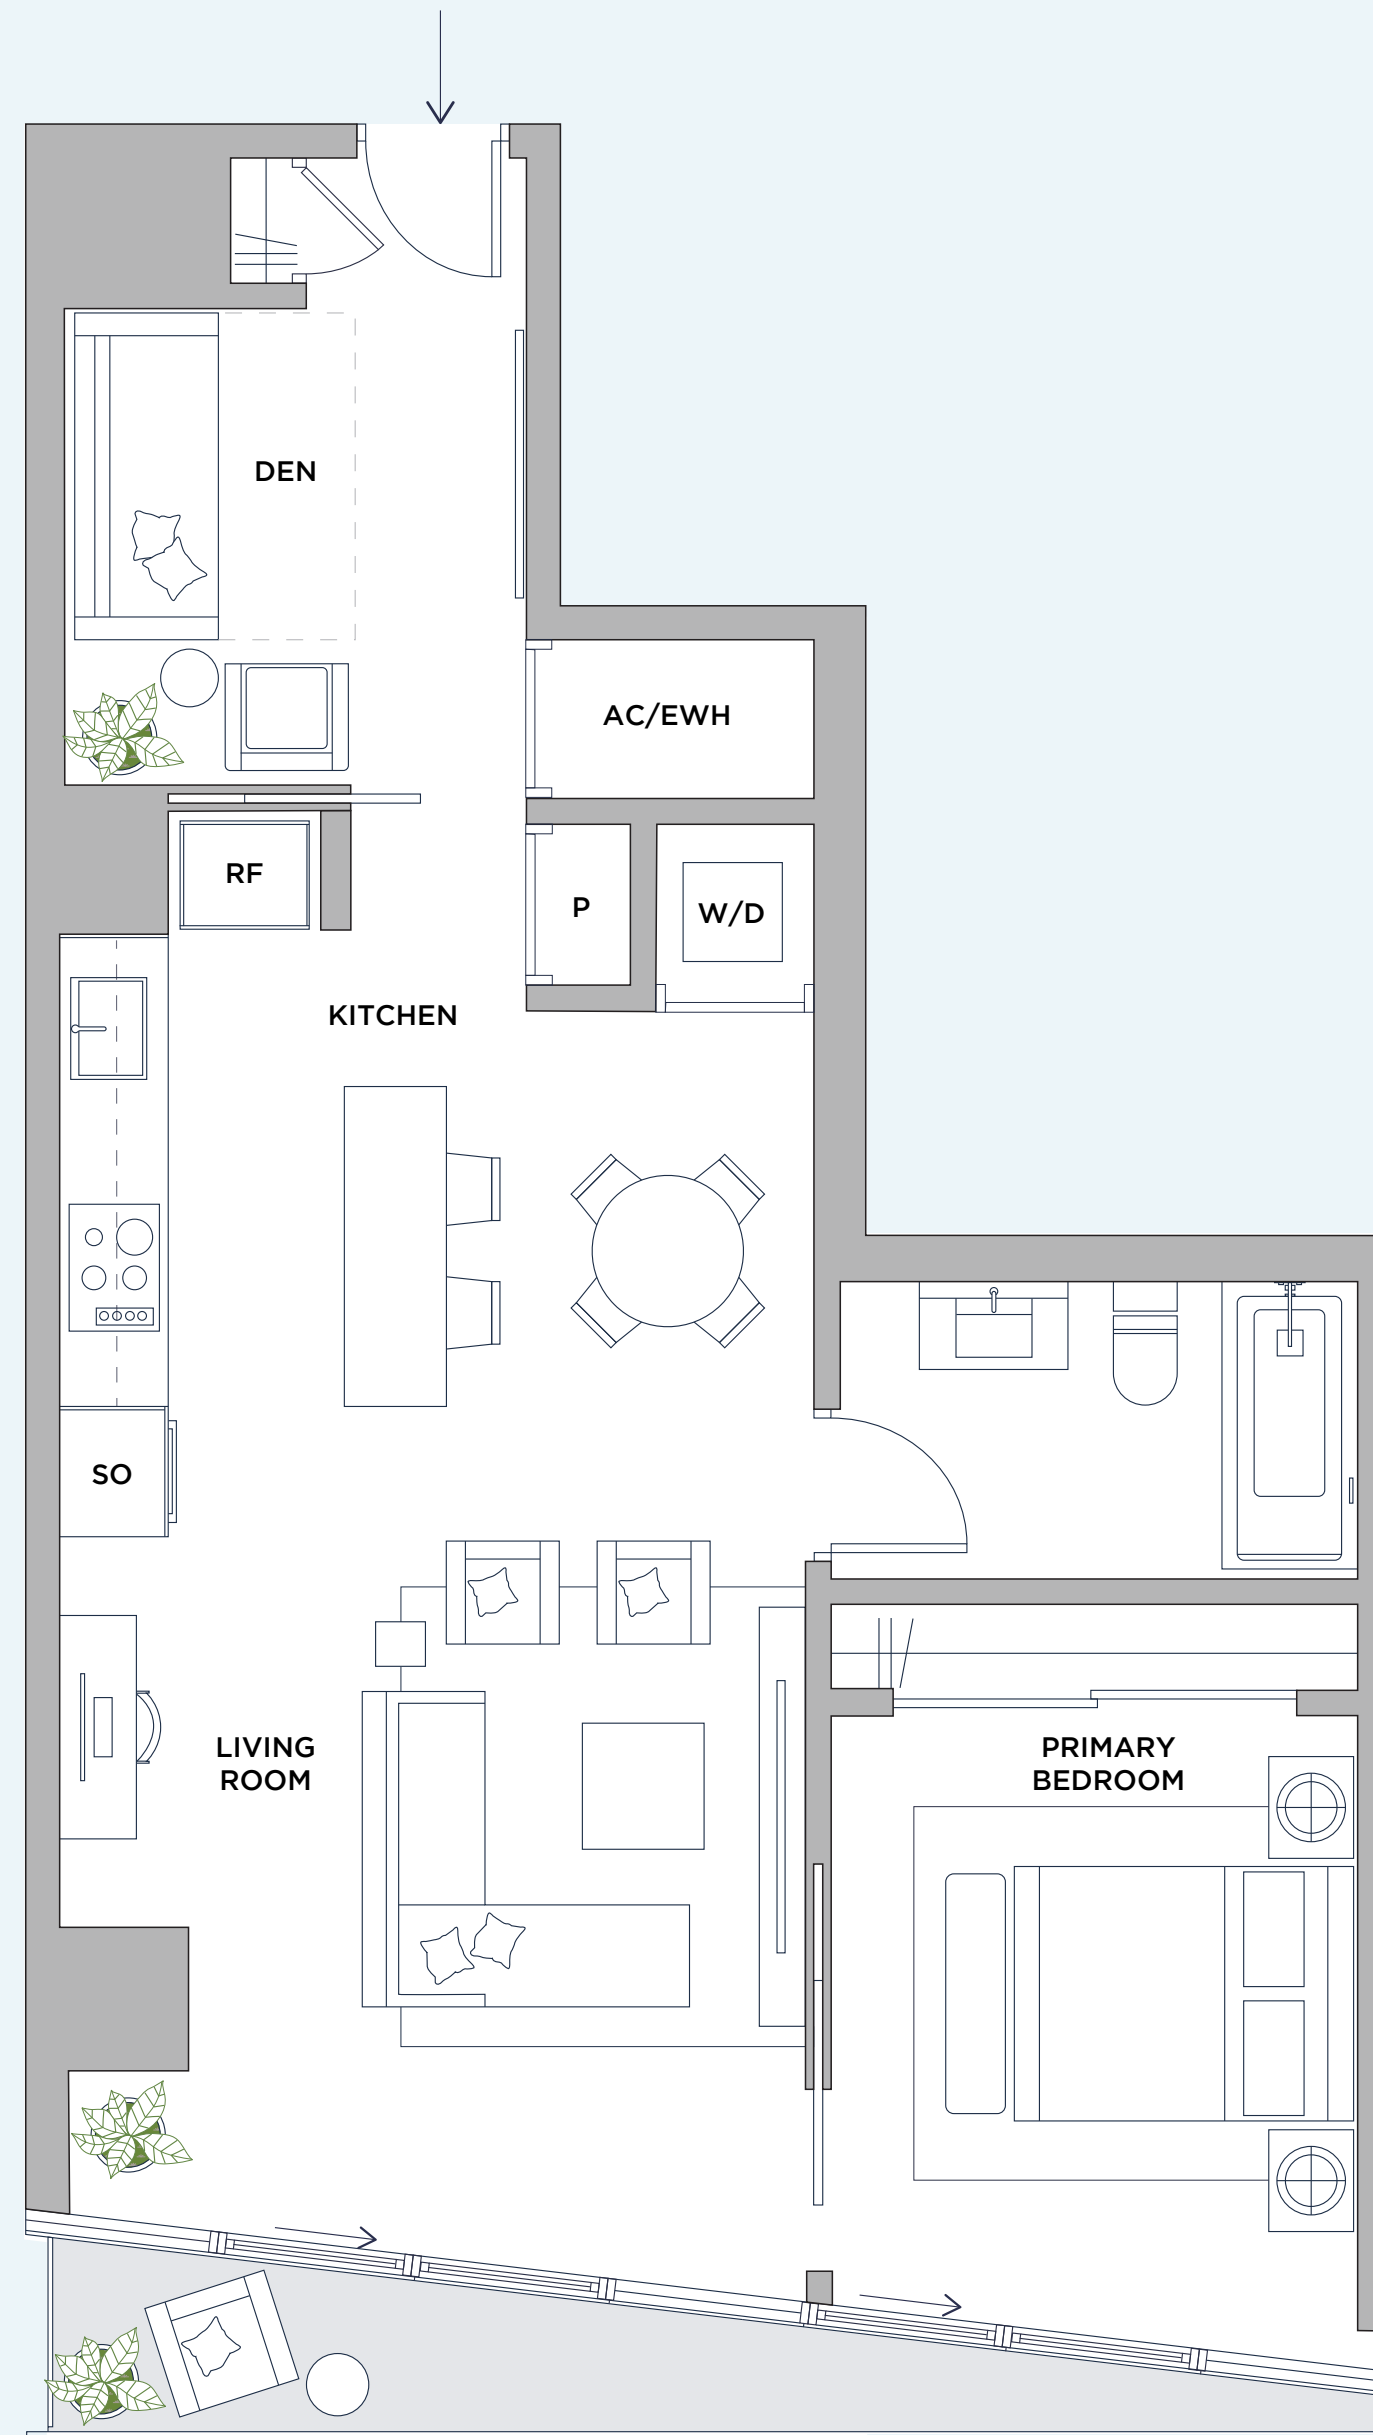 DEN
AC/EWH
RF
P
W/D
KITCHEN
SO
LIVING
ROOM
PRIMARY
BEDROOM